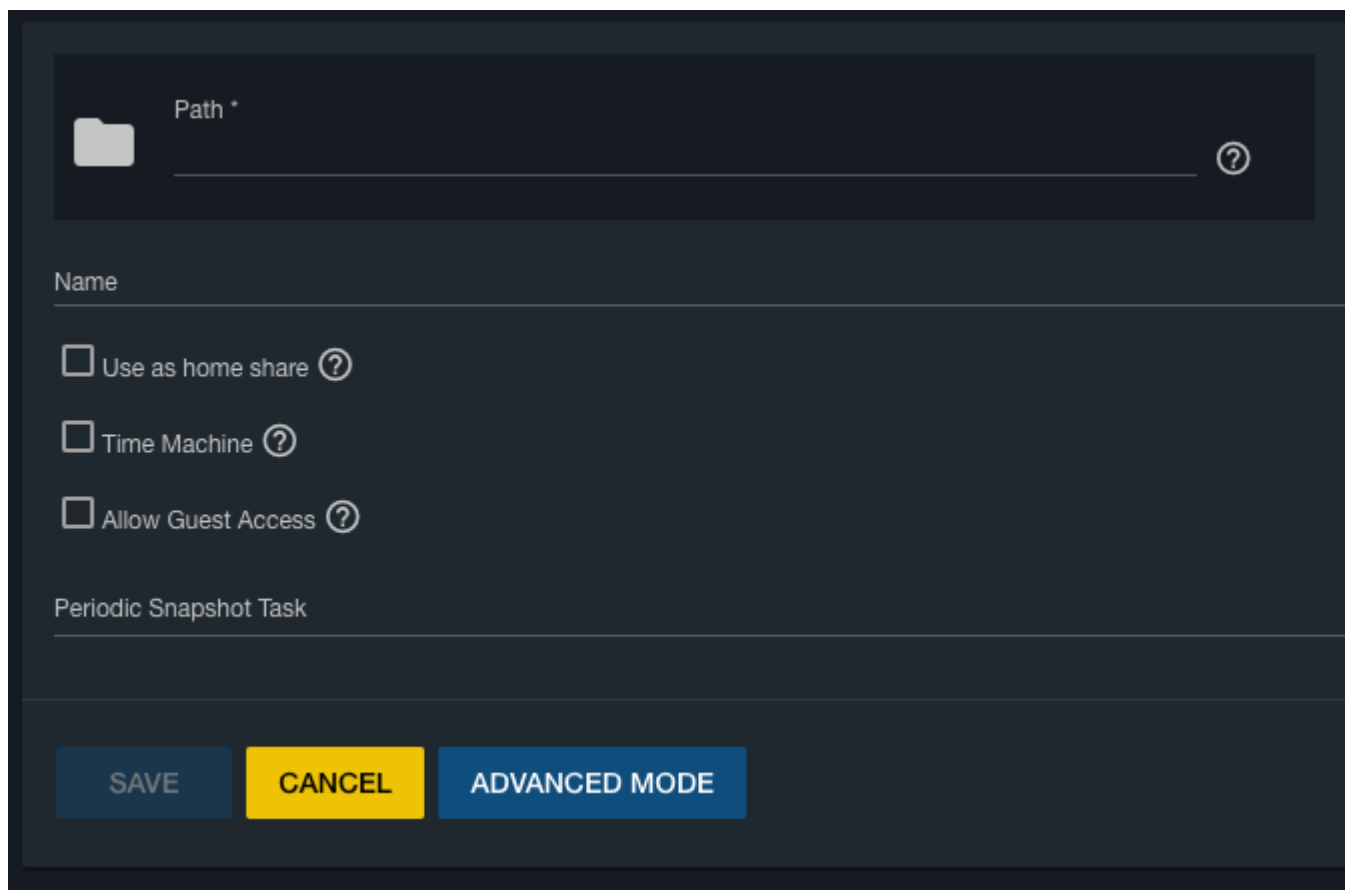 Path *
?
Name
Use as home share ?
Time Machine ?
Allow Guest Access ?
Periodic Snapshot Task
SAVE CANCEL ADVANCED MODE